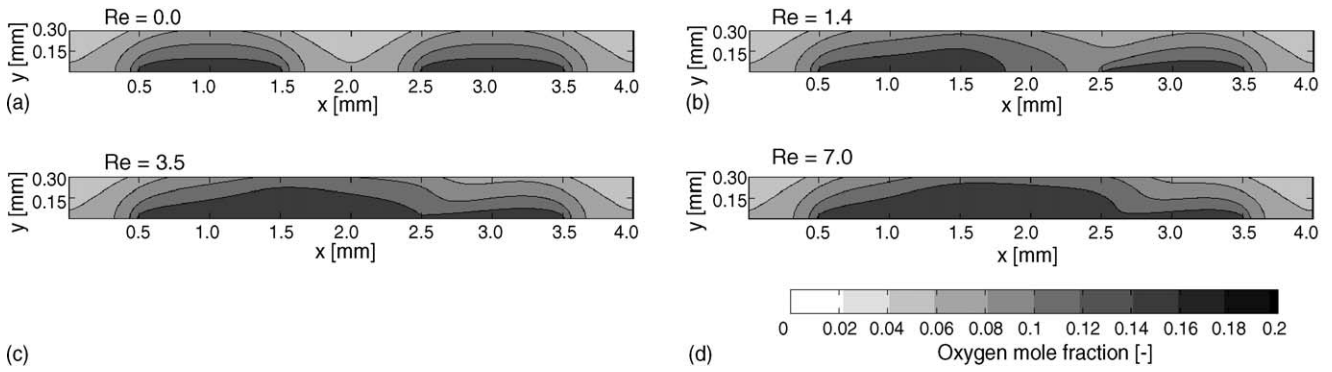 Re = 0.0
y [mm]
0.30
0.15
0.5 1.0 1.5 2.0 2.5 3.0 3.5 4.0
x [mm]
(a)
Re = 1.4
y [mm]
0.30
0.15
0.5 1.0 1.5 2.0 2.5 3.0 3.5 4.0
x [mm]
(b)
Re = 3.5
y [mm]
0.30
0.15
0.5 1.0 1.5 2.0 2.5 3.0 3.5 4.0
x [mm]
(c)
Re = 7.0
y [mm]
0.30
0.15
0.5 1.0 1.5 2.0 2.5 3.0 3.5 4.0
x [mm]
(d)
0 0.02 0.04 0.06 0.08 0.1 0.12 0.14 0.16 0.18 0.2
Oxygen mole fraction [-]